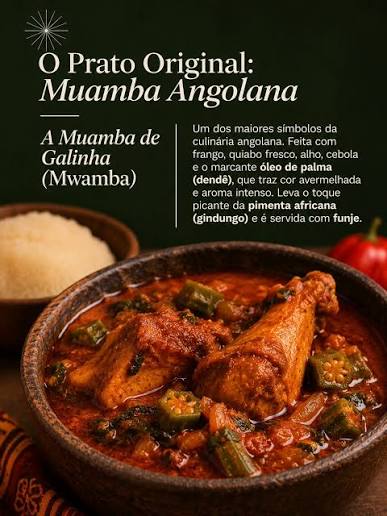 O Prato Original:
Muamba Angolana
A Muamba de
Galinha
(Mwamba)
Um dos maiores símbolos da
culinária angolana. Feita com
frango, quiabo fresco, alho, cebola
e o marcante óleo de palma
(dendê), que traz cor avermelhada
e aroma intenso. Leva o toque
picante da pimenta africana
(gindungo) e é servida com funje.